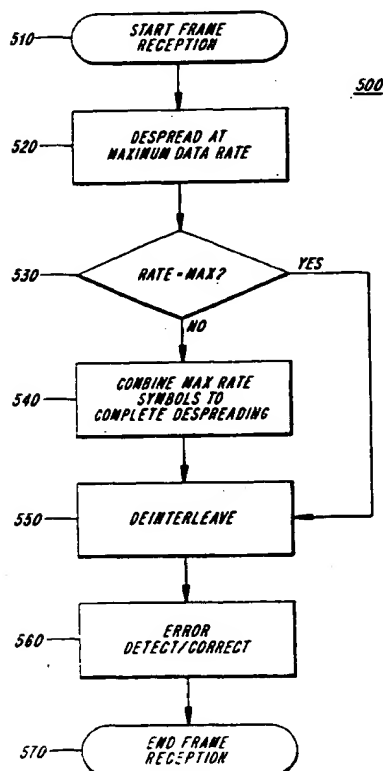 510
START FRAME
RECEPTION
500
520
DESPREAD AT
MAXIMUM DATA RATE
530
RATE = MAX?
YES
NO
540
COMBINE MAX RATE
SYMBOLS TO
COMPLETE DESPREADING
550
DEINTERLEAVE
560
ERROR
DETECT/CORRECT
570
END FRAME
RECEPTION